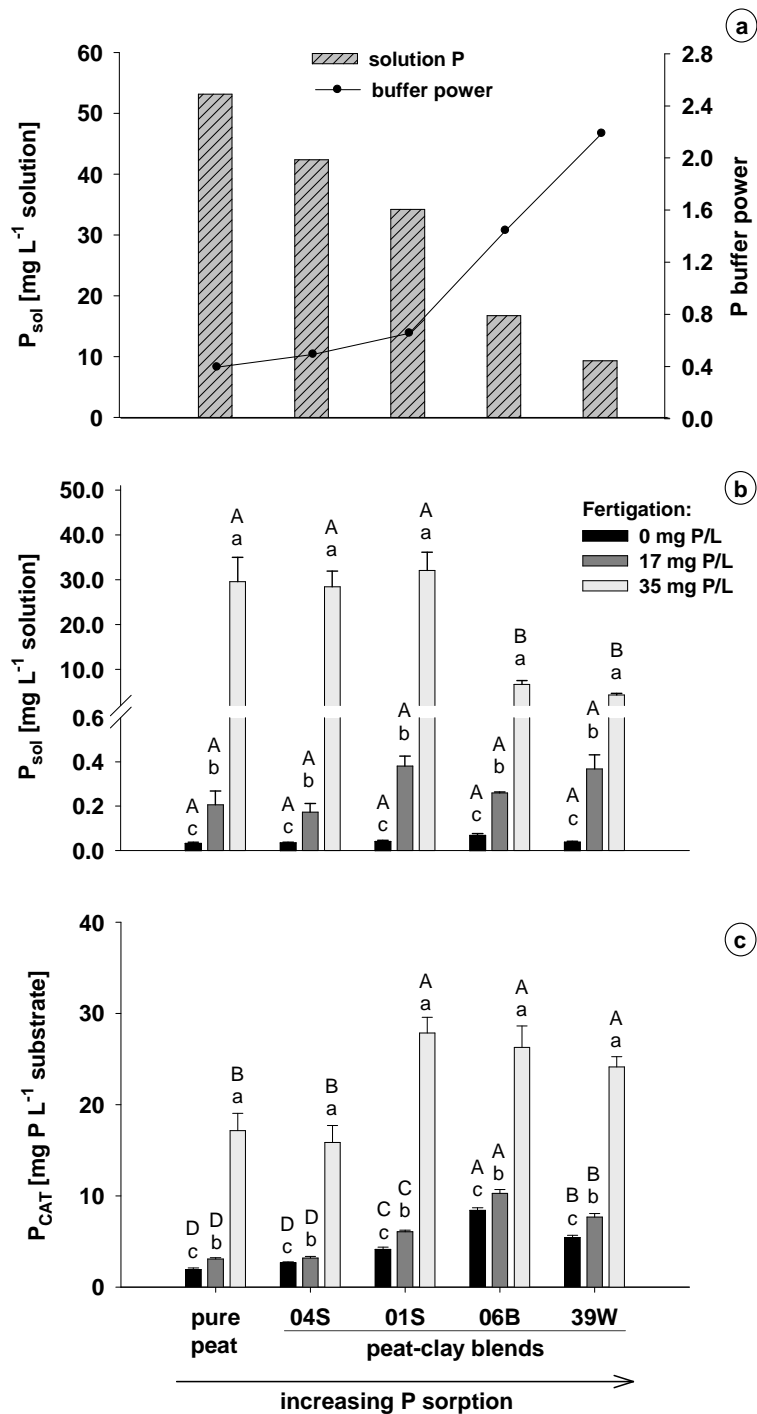 a
60
50
40
30
20
10
0
P_sol [mg L^-1 solution]
solution P
buffer power
2.8
2.4
2.0
1.6
1.2
0.8
0.4
0.0
P buffer power
b
50.0
40.0
30.0
20.0
10.0
0.6
0.4
0.2
0.0
P_sol [mg L^-1 solution]
Fertigation:
0 mg P/L
17 mg P/L
35 mg P/L
A A A B B
a a a a a
A A A A A
b b b b b
A A A A A
c c c c c
c
40
30
20
10
0
P_CAT [mg P L^-1 substrate]
B B A A A
a a a a a
D D C A B
b b b b b
D D C A B
c c c c c
pure peat 04S 01S 06B 39W
peat-clay blends
increasing P sorption